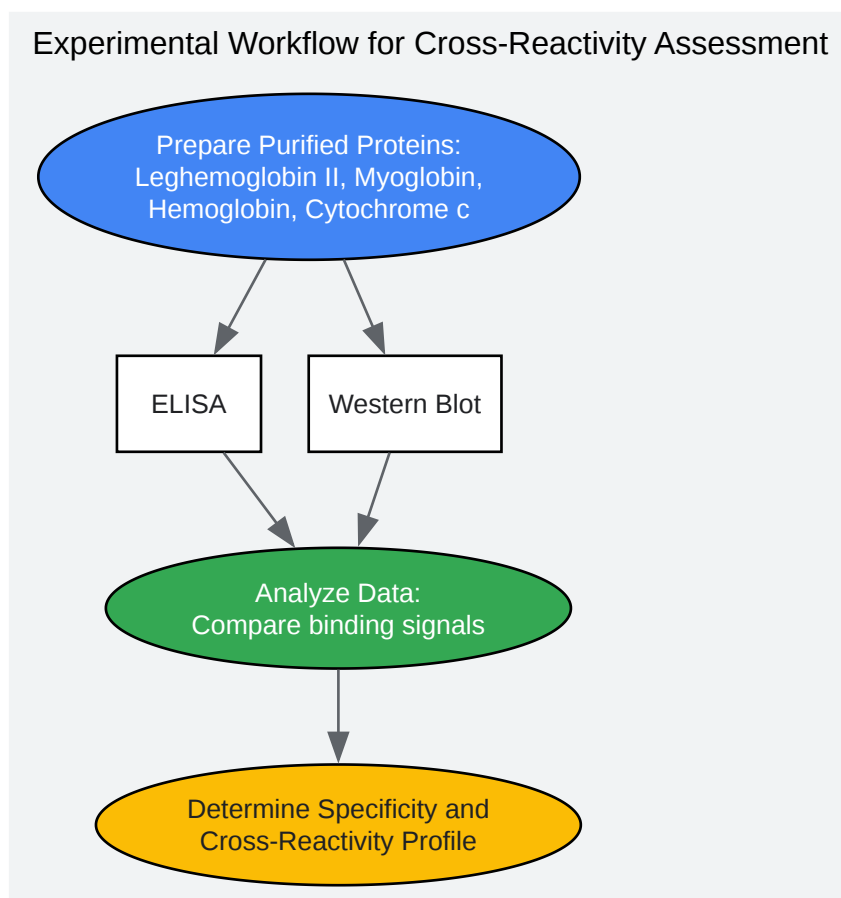 Experimental Workflow for Cross-Reactivity Assessment
Prepare Purified Proteins:
Leghemoglobin II, Myoglobin,
Hemoglobin, Cytochrome c
ELISA
Western Blot
Analyze Data:
Compare binding signals
Determine Specificity and
Cross-Reactivity Profile